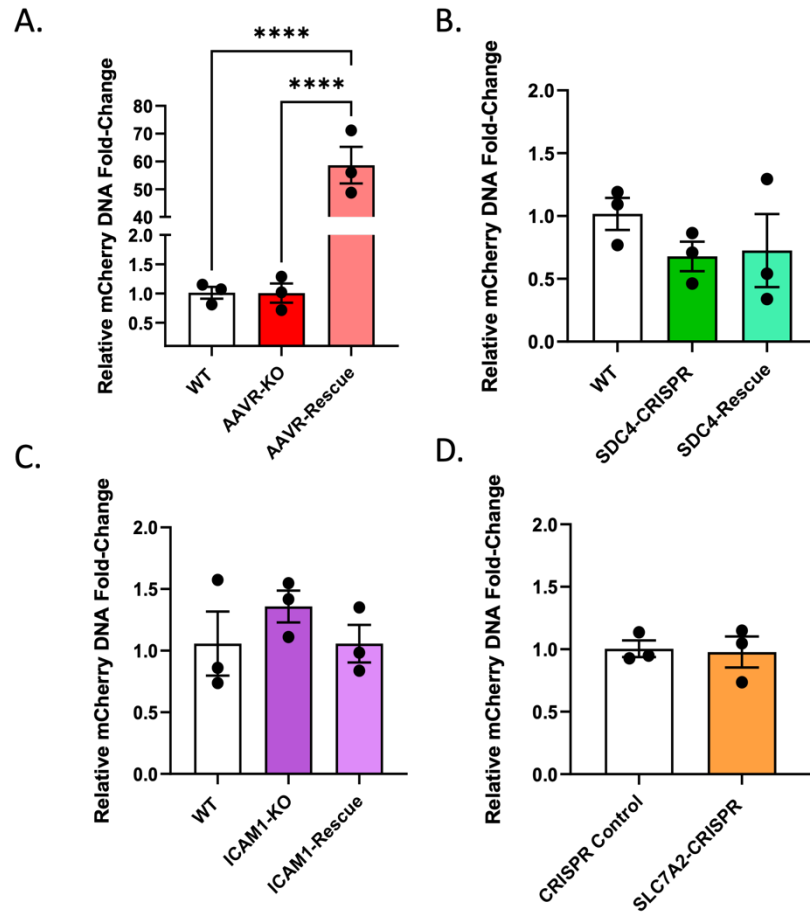 A.
Relative mCherry DNA Fold-Change
80
70
60
50
40
2.0
1.5
1.0
0.5
****
****
WT
AAVR-KO
AAVR-Rescue
B.
Relative mCherry DNA Fold-Change
2.0
1.5
1.0
0.5
0.0
WT
SDC4-CRISPR
SDC4-Rescue
C.
Relative mCherry DNA Fold-Change
2.0
1.5
1.0
0.5
0.0
WT
ICAM1-KO
ICAM1-Rescue
D.
Relative mCherry DNA Fold-Change
2.0
1.5
1.0
0.5
0.0
CRISPR Control
SLC7A2-CRISPR